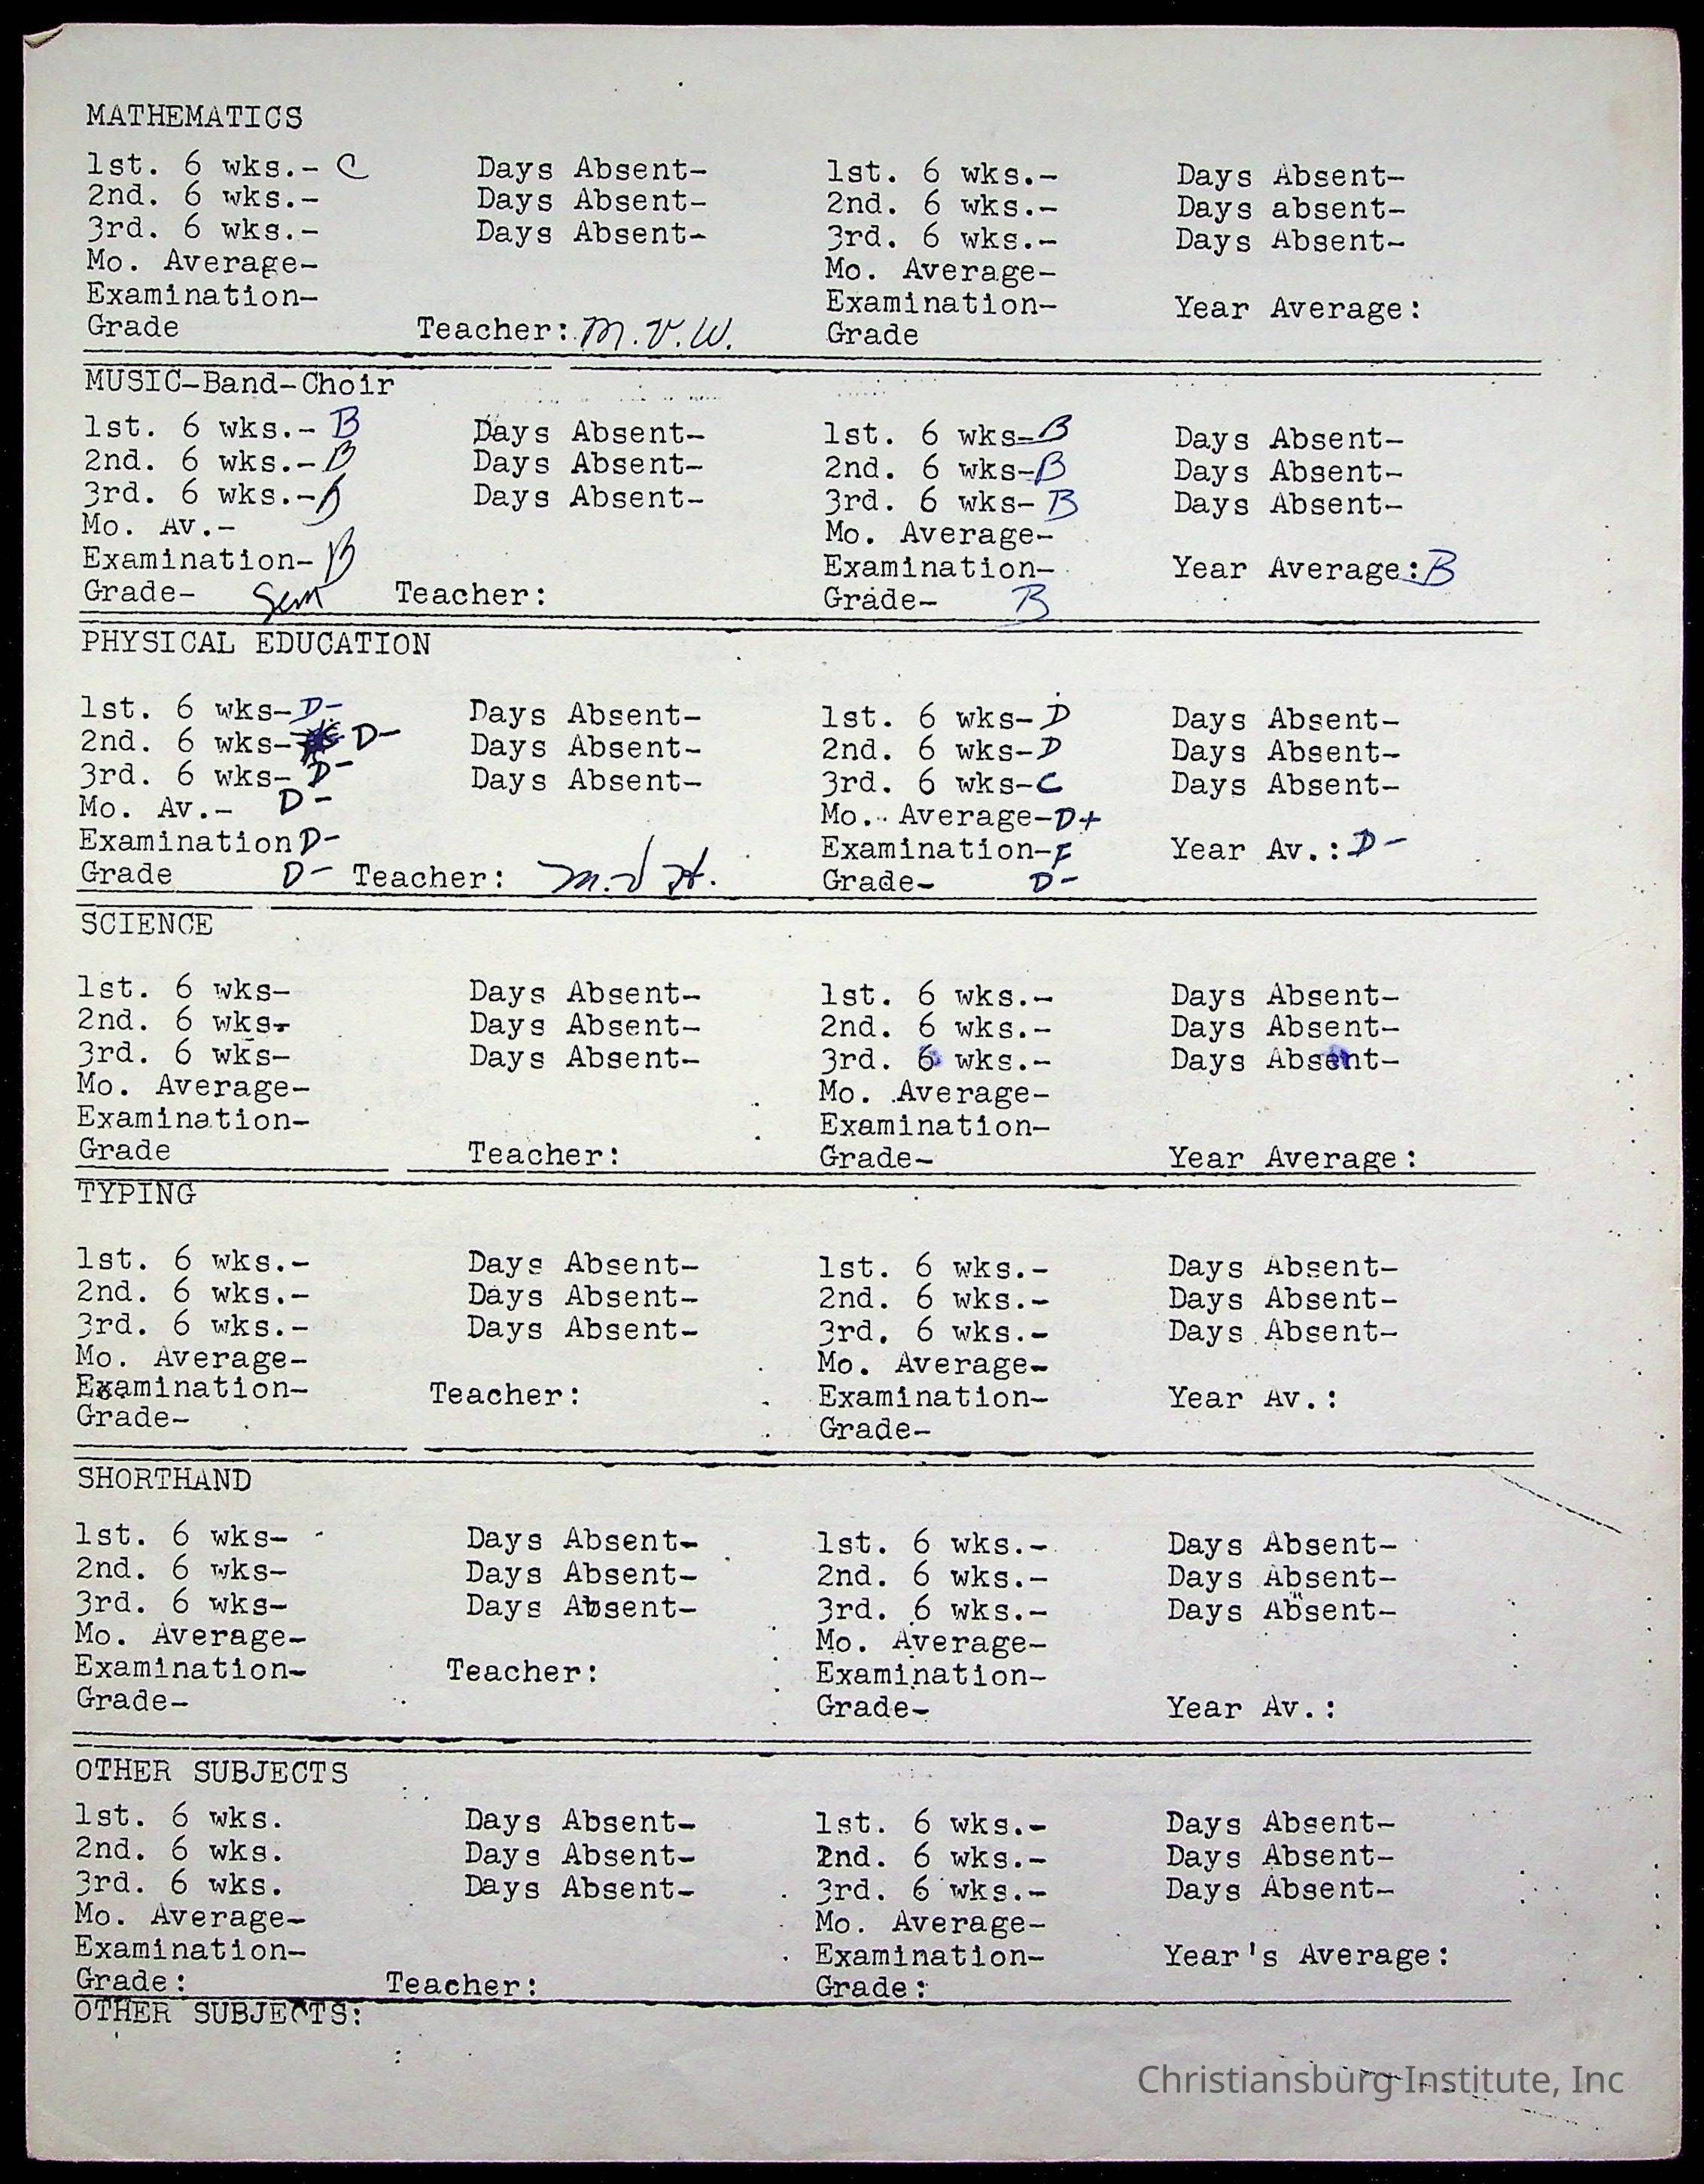 MATHEMATICS
1st. 6 wks.- C Days Absent- 1st. 6 wks.- Days Absent-
2nd. 6 wks.- Days Absent- 2nd. 6 wks.- Days absent-
3rd. 6 wks.- Days Absent- 3rd. 6 wks.- Days Absent-
Mo. Average- Mo. Average-
Examination- Examination- Year Average:
Grade Teacher: M.V.W. Grade
MUSIC-Band-Choir
1st. 6 wks.- B Days Absent- 1st. 6 wks- B Days Absent-
2nd. 6 wks.- B Days Absent- 2nd. 6 wks- B Days Absent-
3rd. 6 wks.- B Days Absent- 3rd. 6 wks- B Days Absent-
Mo. Av.- Mo. Average-
Examination- B Examination- Year Average: B
Grade- Sem Teacher: Grade- B
PHYSICAL EDUCATION
1st. 6 wks- D- Days Absent- 1st. 6 wks- D Days Absent-
2nd. 6 wks- D- Days Absent- 2nd. 6 wks- D Days Absent-
3rd. 6 wks- D- Days Absent- 3rd. 6 wks- C Days Absent-
Mo. Av.- D- Mo. Average- D+
Examination D- Examination- F Year Av.: D-
Grade D- Teacher: Grade- D-
SCIENCE
1st. 6 wks- Days Absent- 1st. 6 wks.- Days Absent-
2nd. 6 wks- Days Absent- 2nd. 6 wks.- Days Absent-
3rd. 6 wks- Days Absent- 3rd. 6 wks.- Days Absent-
Mo. Average- Mo. Average-
Examination- Examination-
Grade Teacher: Grade- Year Average:
TYPING
1st. 6 wks.- Days Absent- 1st. 6 wks.- Days Absent-
2nd. 6 wks.- Days Absent- 2nd. 6 wks.- Days Absent-
3rd. 6 wks.- Days Absent- 3rd. 6 wks.- Days Absent-
Mo. Average- Mo. Average-
Examination- Teacher: Examination- Year Av.:
Grade- Grade-
SHORTHAND
1st. 6 wks- Days Absent- 1st. 6 wks.- Days Absent-
2nd. 6 wks- Days Absent- 2nd. 6 wks.- Days Absent-
3rd. 6 wks- Days Absent- 3rd. 6 wks.- Days Absent-
Mo. Average- Mo. Average-
Examination- Teacher: Examination-
Grade- Grade- Year Av.:
OTHER SUBJECTS
1st. 6 wks. Days Absent- 1st. 6 wks.- Days Absent-
2nd. 6 wks. Days Absent- 2nd. 6 wks.- Days Absent-
3rd. 6 wks. Days Absent- 3rd. 6 wks.- Days Absent-
Mo. Average- Mo. Average-
Examination- Examination- Year's Average:
Grade: Teacher: Grade:
OTHER SUBJECTS:
Christiansburg Institute, Inc